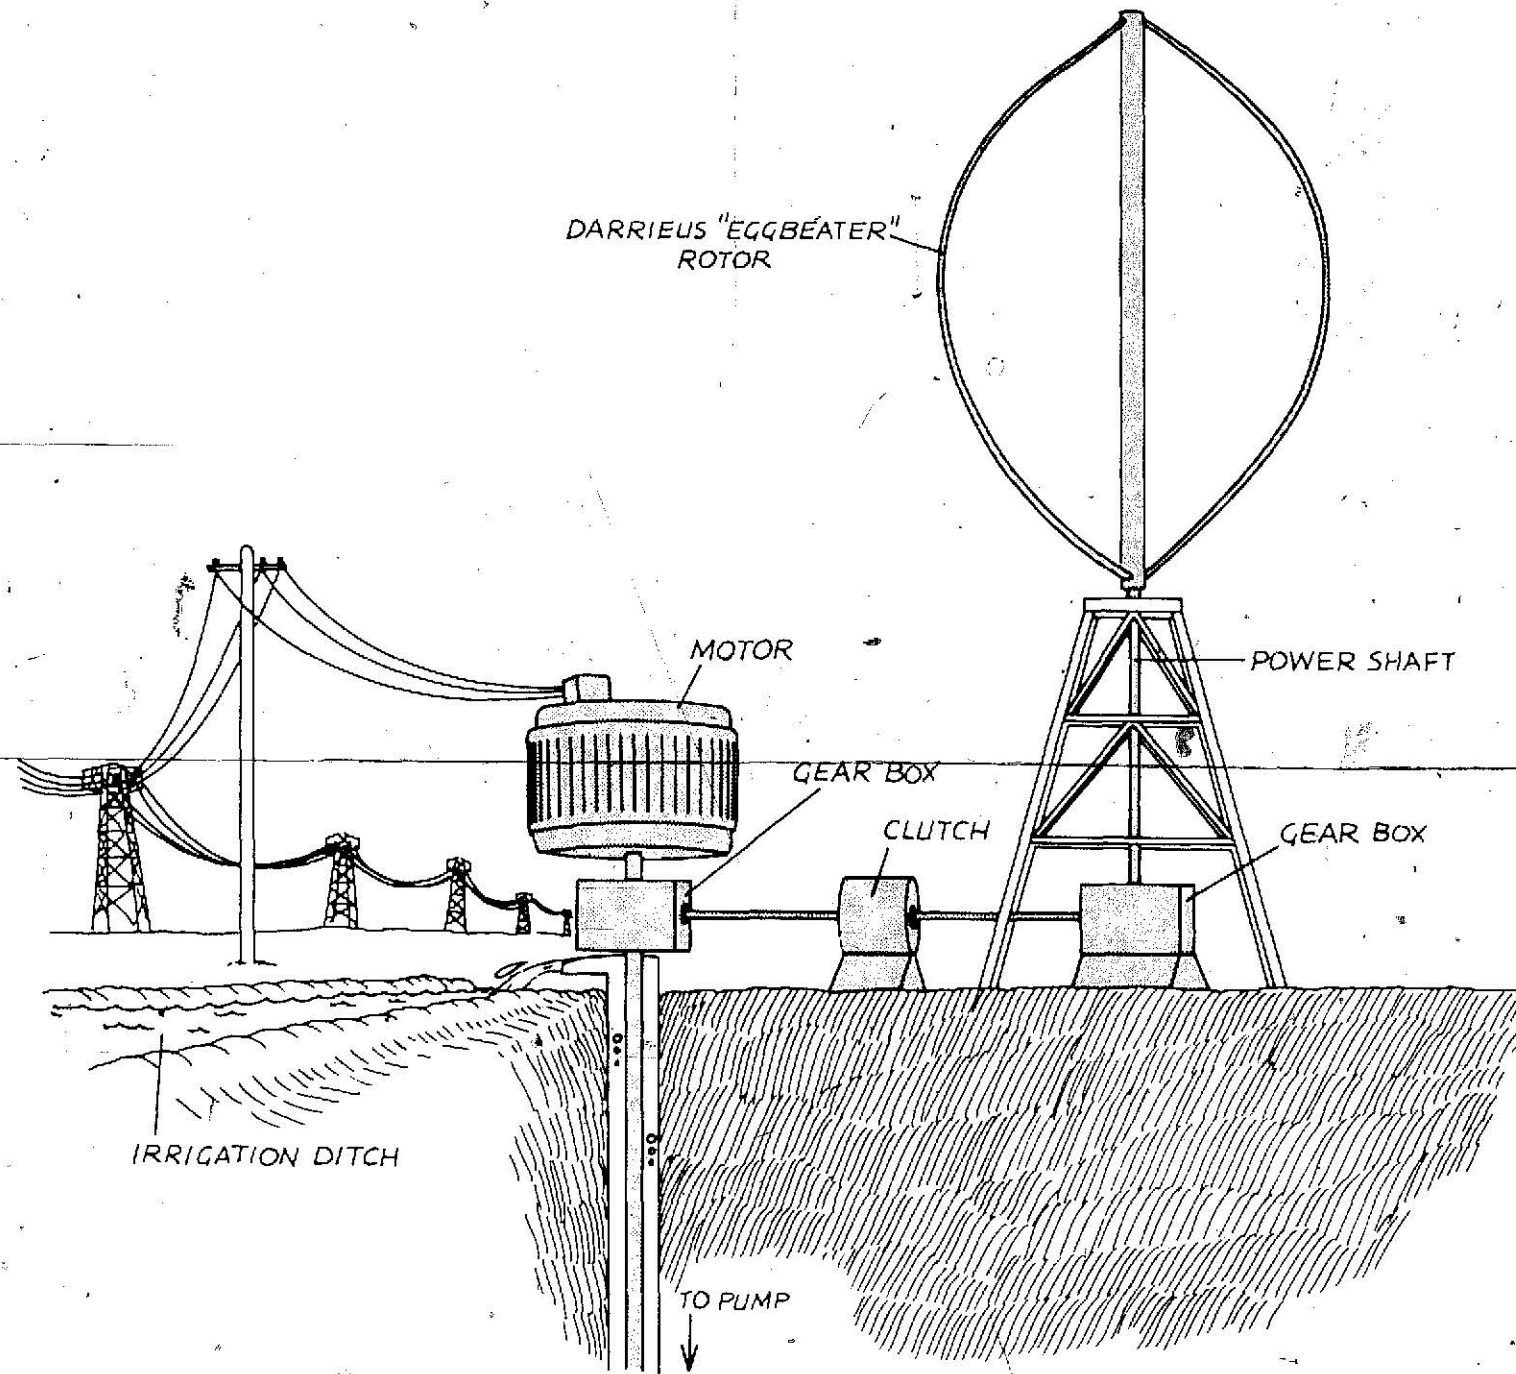 DARRIEUS "EGGBEATER"
ROTOR
MOTOR
POWER SHAFT
GEAR BOX
CLUTCH
GEAR BOX
IRRIGATION DITCH
TO PUMP